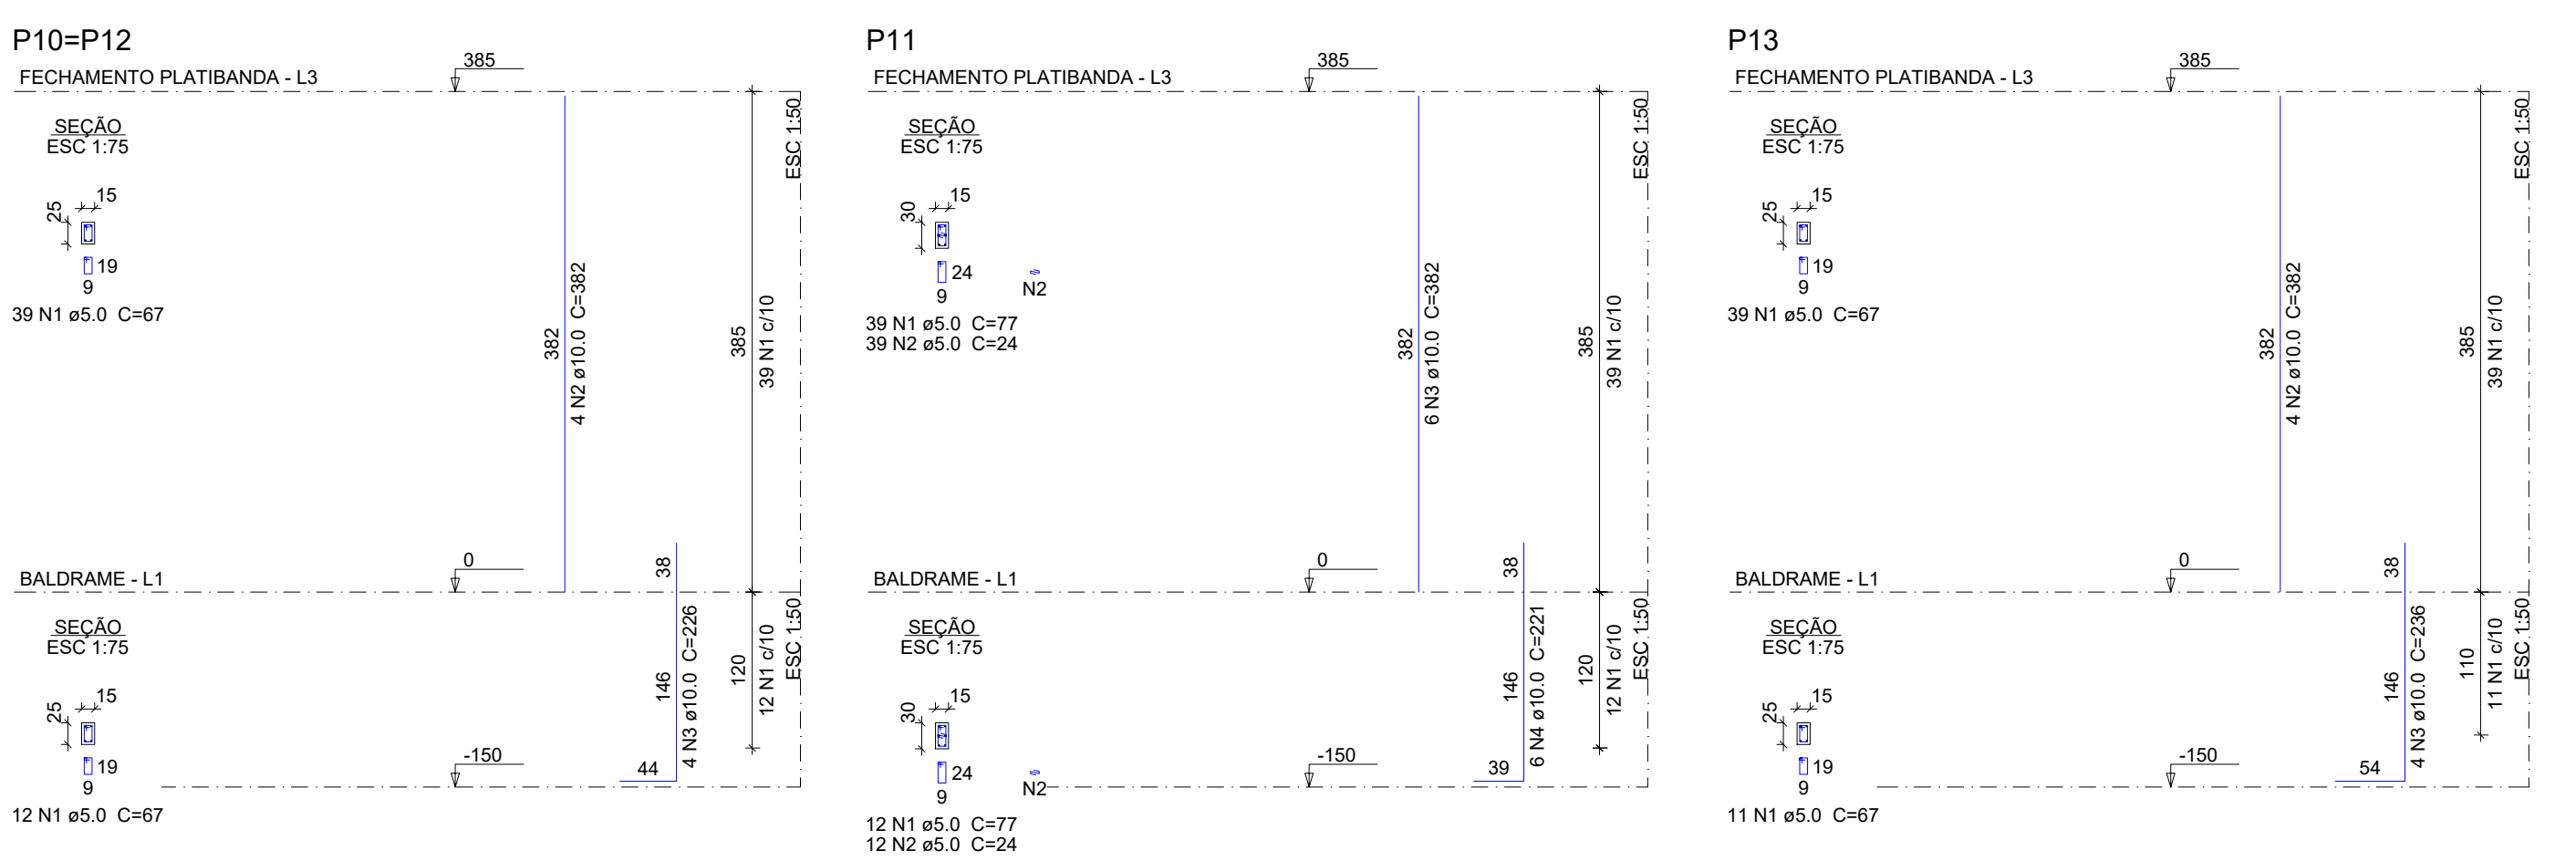 P10=P12
FECHAMENTO PLATIBANDA - L3
385
SEÇÃO
ESC 1:75
15
25
19
9
39 N1 ø5.0 C=67
382
4 N2 ø10.0 C=382
385
39 N1 c/10
ESC 1:50
BALDRAME - L1
0
SEÇÃO
ESC 1:75
15
25
19
9
12 N1 ø5.0 C=67
-150
38
146
44
4 N3 ø10.0 C=226
120
12 N1 c/10
ESC 1:50
P11
FECHAMENTO PLATIBANDA - L3
385
SEÇÃO
ESC 1:75
15
30
24
9
N2
39 N1 ø5.0 C=77
39 N2 ø5.0 C=24
382
6 N3 ø10.0 C=382
385
39 N1 c/10
ESC 1:50
BALDRAME - L1
0
SEÇÃO
ESC 1:75
15
30
24
9
N2
12 N1 ø5.0 C=77
12 N2 ø5.0 C=24
-150
38
146
39
6 N4 ø10.0 C=221
120
12 N1 c/10
ESC 1:50
P13
FECHAMENTO PLATIBANDA - L3
385
SEÇÃO
ESC 1:75
15
25
19
9
39 N1 ø5.0 C=67
382
4 N2 ø10.0 C=382
385
39 N1 c/10
ESC 1:50
BALDRAME - L1
0
SEÇÃO
ESC 1:75
15
25
19
9
11 N1 ø5.0 C=67
-150
38
146
54
4 N3 ø10.0 C=236
110
11 N1 c/10
ESC 1:50